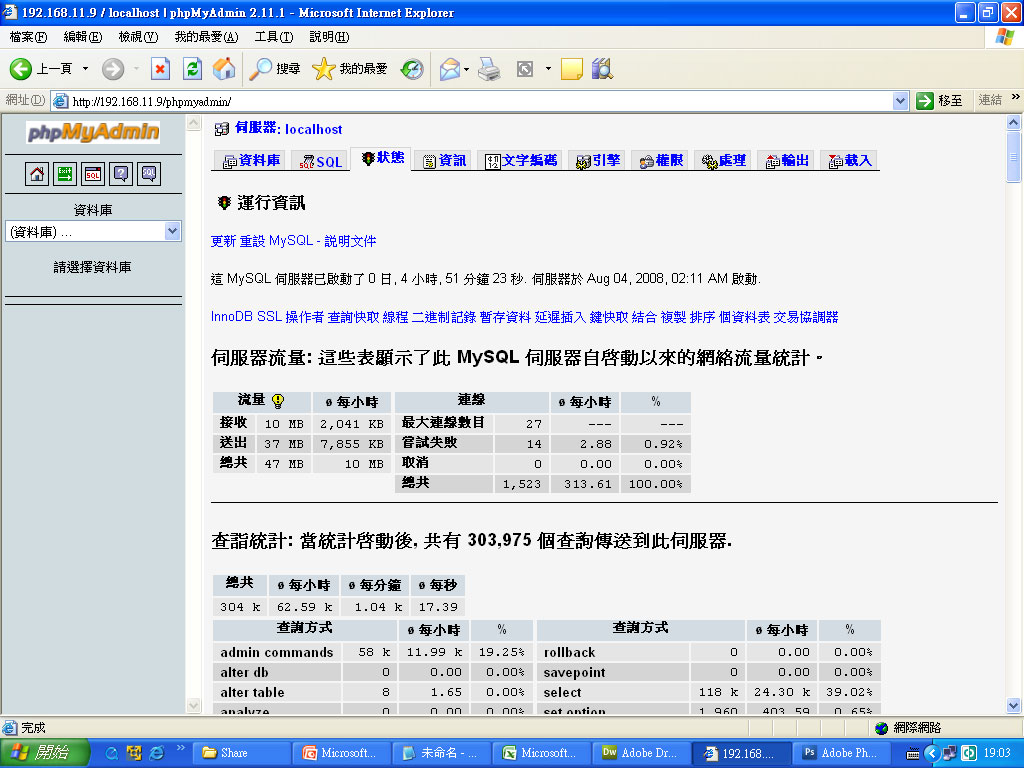 192.168.11.9 / localhost | phpMyAdmin 2.11.1 - Microsoft Internet Explorer
檔案(F) 編輯(E) 檢視(V) 我的最愛(A) 工具(T) 說明(H)
上一頁 搜尋 我的最愛
網址(D) http://192.168.11.9/phpmyadmin/ 移至 連結 »
phpMyAdmin
SQL SQL
資料庫
(資料庫) ...
請選擇資料庫
伺服器: localhost
資料庫 SQL 狀態 資訊 文字編碼 引擎 權限 處理 輸出 載入
運行資訊
更新 重設 MySQL - 說明文件
這 MySQL 伺服器已啟動了 0 日, 4 小時, 51 分鐘 23 秒. 伺服器於 Aug 04, 2008, 02:11 AM 啟動.
InnoDB SSL 操作者 查詢快取 線程 二進制記錄 暫存資料 延遲插入 鍵快取 結合 複製 排序 個資料表 交易協調器
伺服器流量: 這些表顯示了此 MySQL 伺服器自啓動以來的網絡流量統計。
流量 ø 每小時
接收 10 MB 2,041 KB
送出 37 MB 7,855 KB
總共 47 MB 10 MB
連線 ø 每小時 %
最大連線數目 27 --- ---
嘗試失敗 14 2.88 0.92%
取消 0 0.00 0.00%
總共 1,523 313.61 100.00%
查詣統計: 當統計啓動後, 共有 303,975 個查詢傳送到此伺服器.
總共 ø 每小時 ø 每分鐘 ø 每秒
304 k 62.59 k 1.04 k 17.39
查詢方式 ø 每小時 %
admin commands 58 k 11.99 k 19.25%
alter db 0 0.00 0.00%
alter table 8 1.65 0.00%
analyze 0 0.00 0.00%
查詢方式 ø 每小時 %
rollback 0 0.00 0.00%
savepoint 0 0.00 0.00%
select 118 k 24.30 k 39.02%
set option 1,960 403.59 0.65%
完成 網際網路
開始 » Share Microsoft... 未命名 - ... Microsoft... Adobe Dr... 192.168.... Adobe Ph... 19:03